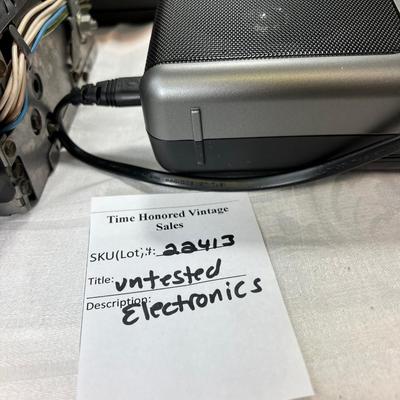 Time Honored Vintage
Sales
SKU(Lot)#: 22413
Title: untested
Description: Electronics